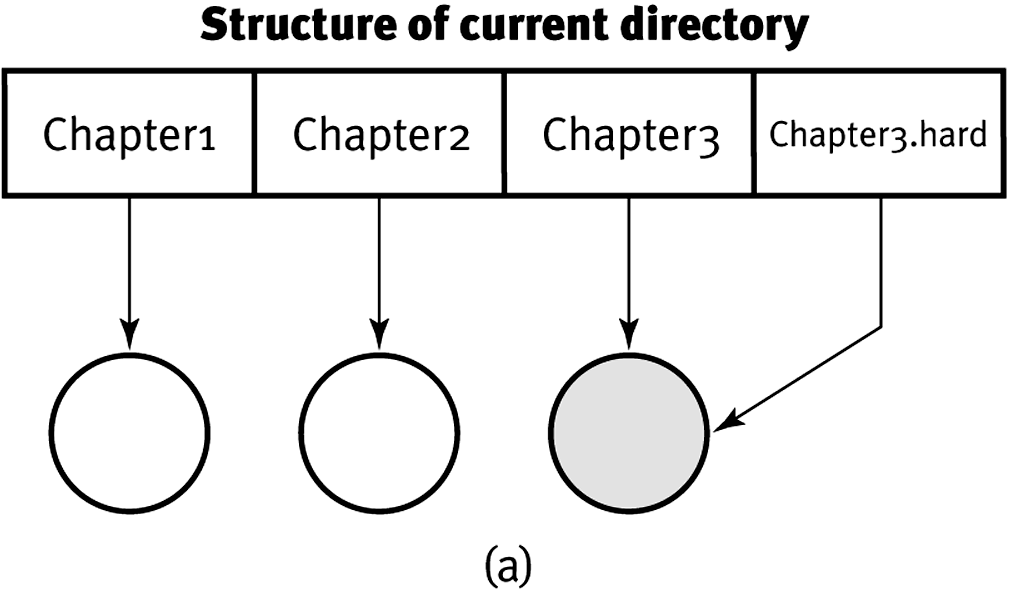 Structure of current directory
Chapter1 Chapter2 Chapter3 Chapter3.hard
(a)